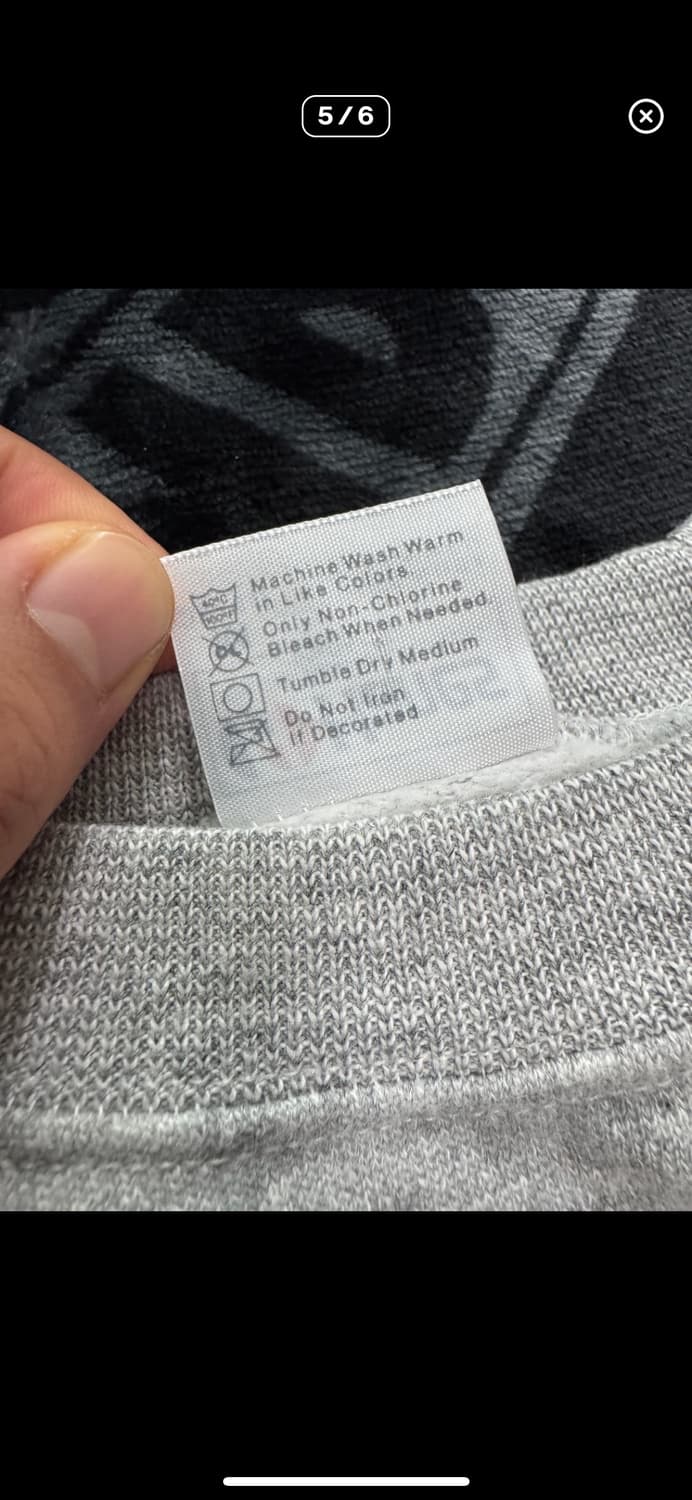 5/6
Machine Wash Warm
in Like Colors.
Only Non-Chlorine
Bleach When Needed.
Tumble Dry Medium
Do Not Iran
If Decorated